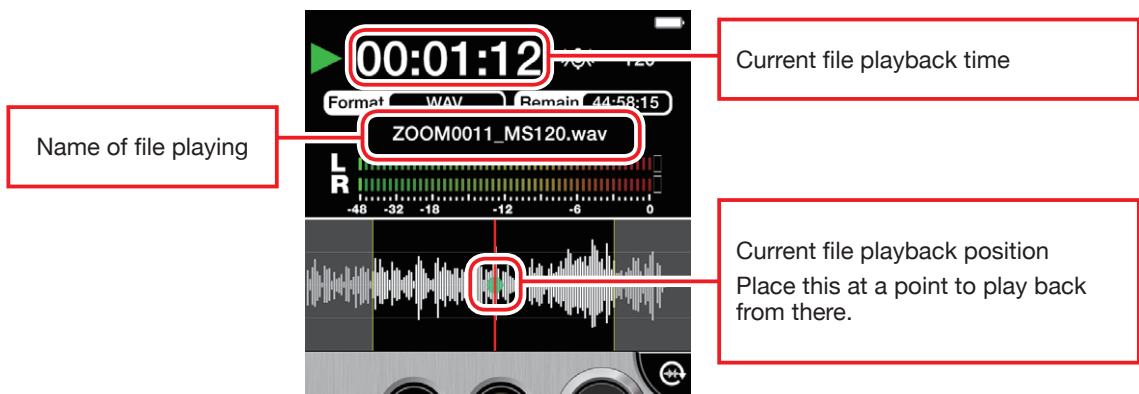 00:01:12
120
Current file playback time
Format WAV Remain 44:58:15
Name of file playing
ZOOM0011_MS120.wav
L
R
-48 -32 -18 -12 -6 0
Current file playback position
Place this at a point to play back
from there.